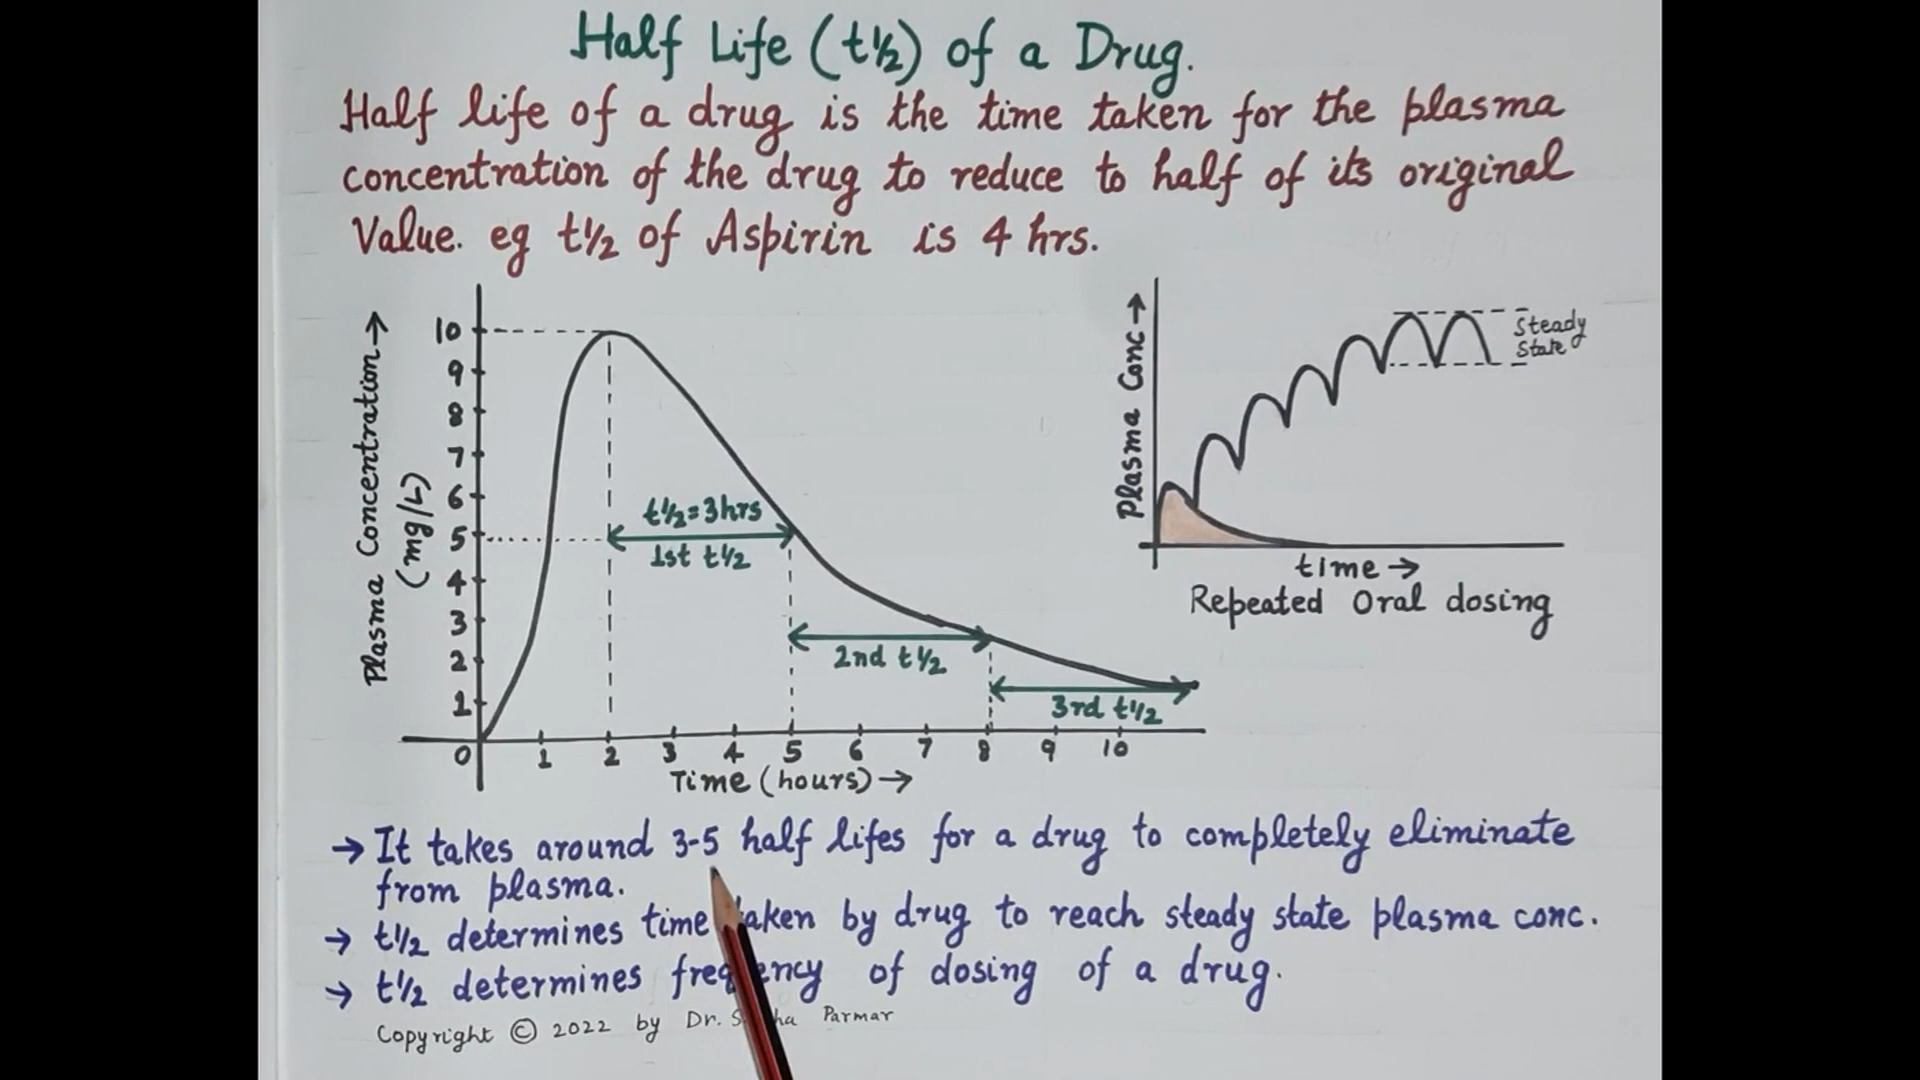 Half Life (t½) of a Drug.
Half life of a drug is the time taken for the plasma
concentration of the drug to reduce to half of its original
Value. eg t½ of Aspirin is 4 hrs.
Plasma Concentration →
(mg/L)
10
9
8
7
6
5
4
3
2
1
0
t½=3hrs
1st t½
2nd t½
3rd t½
1 2 3 4 5 6 7 8 9 10
Time (hours) →
Plasma Conc →
Steady
State
time →
Repeated Oral dosing
→ It takes around 3-5 half lifes for a drug to completely eliminate
from plasma.
→ t½ determines time taken by drug to reach steady state plasma conc.
→ t½ determines frequency of dosing of a drug.
Copyright © 2022 by Dr. Parmar